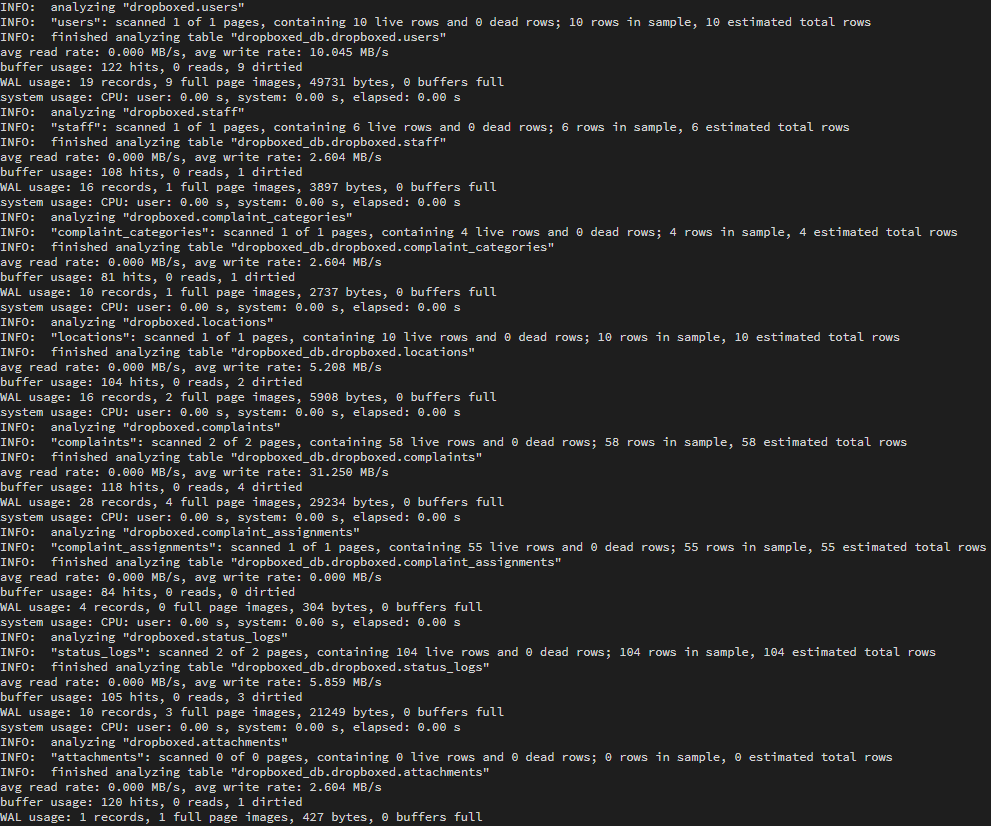 INFO:  analyzing "dropboxed.users"
INFO:  "users": scanned 1 of 1 pages, containing 10 live rows and 0 dead rows; 10 rows in sample, 10 estimated total rows
INFO:  finished analyzing table "dropboxed_db.dropboxed.users"
avg read rate: 0.000 MB/s, avg write rate: 10.045 MB/s
buffer usage: 122 hits, 0 reads, 9 dirtied
WAL usage: 19 records, 9 full page images, 49731 bytes, 0 buffers full
system usage: CPU: user: 0.00 s, system: 0.00 s, elapsed: 0.00 s
INFO:  analyzing "dropboxed.staff"
INFO:  "staff": scanned 1 of 1 pages, containing 6 live rows and 0 dead rows; 6 rows in sample, 6 estimated total rows
INFO:  finished analyzing table "dropboxed_db.dropboxed.staff"
avg read rate: 0.000 MB/s, avg write rate: 2.604 MB/s
buffer usage: 108 hits, 0 reads, 1 dirtied
WAL usage: 16 records, 1 full page images, 3897 bytes, 0 buffers full
system usage: CPU: user: 0.00 s, system: 0.00 s, elapsed: 0.00 s
INFO:  analyzing "dropboxed.complaint_categories"
INFO:  "complaint_categories": scanned 1 of 1 pages, containing 4 live rows and 0 dead rows; 4 rows in sample, 4 estimated total rows
INFO:  finished analyzing table "dropboxed_db.dropboxed.complaint_categories"
avg read rate: 0.000 MB/s, avg write rate: 2.604 MB/s
buffer usage: 81 hits, 0 reads, 1 dirtied
WAL usage: 10 records, 1 full page images, 2737 bytes, 0 buffers full
system usage: CPU: user: 0.00 s, system: 0.00 s, elapsed: 0.00 s
INFO:  analyzing "dropboxed.locations"
INFO:  "locations": scanned 1 of 1 pages, containing 10 live rows and 0 dead rows; 10 rows in sample, 10 estimated total rows
INFO:  finished analyzing table "dropboxed_db.dropboxed.locations"
avg read rate: 0.000 MB/s, avg write rate: 5.208 MB/s
buffer usage: 104 hits, 0 reads, 2 dirtied
WAL usage: 16 records, 2 full page images, 5908 bytes, 0 buffers full
system usage: CPU: user: 0.00 s, system: 0.00 s, elapsed: 0.00 s
INFO:  analyzing "dropboxed.complaints"
INFO:  "complaints": scanned 2 of 2 pages, containing 58 live rows and 0 dead rows; 58 rows in sample, 58 estimated total rows
INFO:  finished analyzing table "dropboxed_db.dropboxed.complaints"
avg read rate: 0.000 MB/s, avg write rate: 31.250 MB/s
buffer usage: 118 hits, 0 reads, 4 dirtied
WAL usage: 28 records, 4 full page images, 29234 bytes, 0 buffers full
system usage: CPU: user: 0.00 s, system: 0.00 s, elapsed: 0.00 s
INFO:  analyzing "dropboxed.complaint_assignments"
INFO:  "complaint_assignments": scanned 1 of 1 pages, containing 55 live rows and 0 dead rows; 55 rows in sample, 55 estimated total rows
INFO:  finished analyzing table "dropboxed_db.dropboxed.complaint_assignments"
avg read rate: 0.000 MB/s, avg write rate: 0.000 MB/s
buffer usage: 84 hits, 0 reads, 0 dirtied
WAL usage: 4 records, 0 full page images, 304 bytes, 0 buffers full
system usage: CPU: user: 0.00 s, system: 0.00 s, elapsed: 0.00 s
INFO:  analyzing "dropboxed.status_logs"
INFO:  "status_logs": scanned 2 of 2 pages, containing 104 live rows and 0 dead rows; 104 rows in sample, 104 estimated total rows
INFO:  finished analyzing table "dropboxed_db.dropboxed.status_logs"
avg read rate: 0.000 MB/s, avg write rate: 5.859 MB/s
buffer usage: 105 hits, 0 reads, 3 dirtied
WAL usage: 10 records, 3 full page images, 21249 bytes, 0 buffers full
system usage: CPU: user: 0.00 s, system: 0.00 s, elapsed: 0.00 s
INFO:  analyzing "dropboxed.attachments"
INFO:  "attachments": scanned 0 of 0 pages, containing 0 live rows and 0 dead rows; 0 rows in sample, 0 estimated total rows
INFO:  finished analyzing table "dropboxed_db.dropboxed.attachments"
avg read rate: 0.000 MB/s, avg write rate: 2.604 MB/s
buffer usage: 120 hits, 0 reads, 1 dirtied
WAL usage: 1 records, 1 full page images, 427 bytes, 0 buffers full